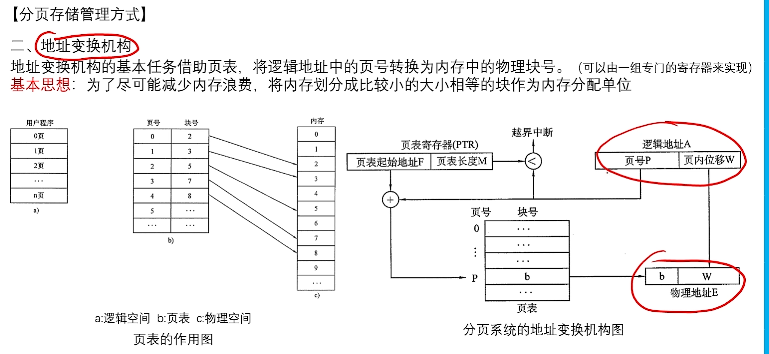 【分页存储管理方式】
二、地址变换机构
地址变换机构的基本任务借助页表，将逻辑地址中的页号转换为内存中的物理块号。（可以由一组专门的寄存器来实现）
基本思想：为了尽可能减少内存浪费，将内存划分成比较小的大小相等的块作为内存分配单位
用户程序
0页
1页
2页
···
n页
a)
页号 块号
0 2
1 3
2 5
3 7
4 8
5 ···
··· ···
b)
内存
0
1
2
3
4
5
6
7
8
9
···
c)
a:逻辑空间 b:页表 c:物理空间
页表的作用图
越界中断
页表寄存器(PTR)
页表起始地址F 页表长度M
<
逻辑地址A
页号P 页内位移W
+
页号 块号
0 ···
···
⋮ ···
P b
···
页表
b W
物理地址E
分页系统的地址变换机构图